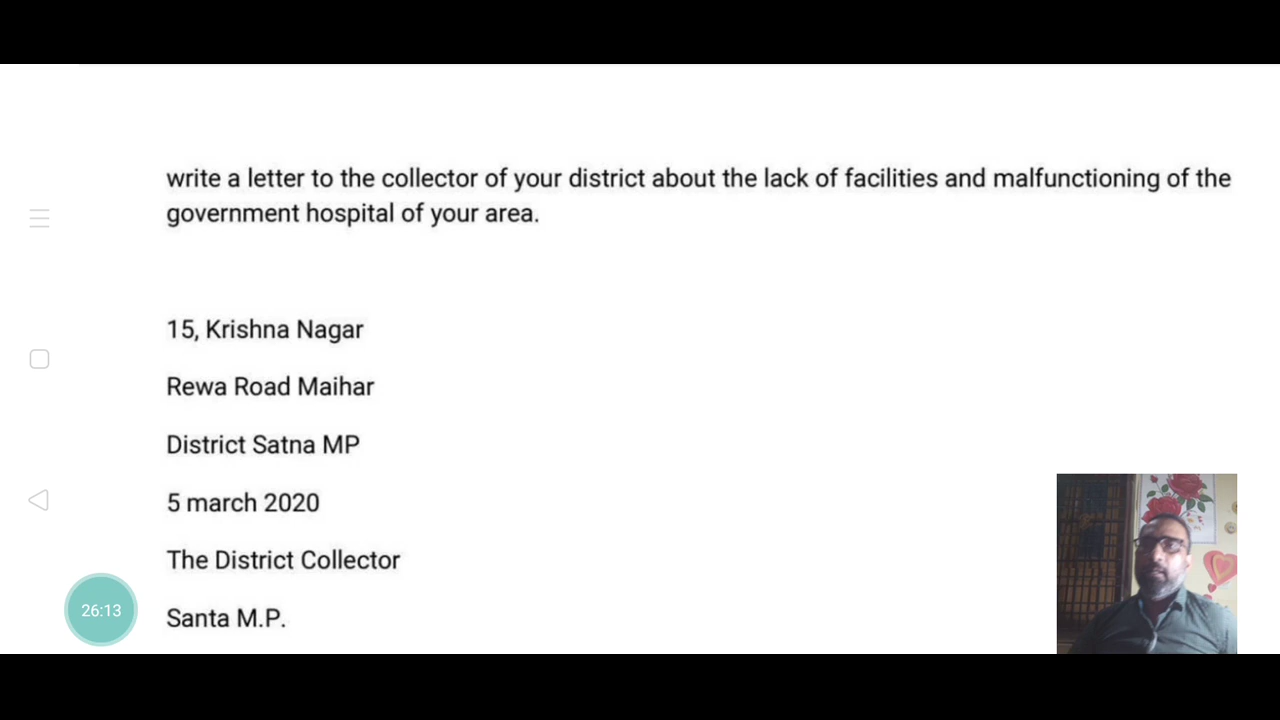 write a letter to the collector of your district about the lack of facilities and malfunctioning of the
government hospital of your area.
15, Krishna Nagar
Rewa Road Maihar
District Satna MP
5 march 2020
The District Collector
Santa M.P.
26:13